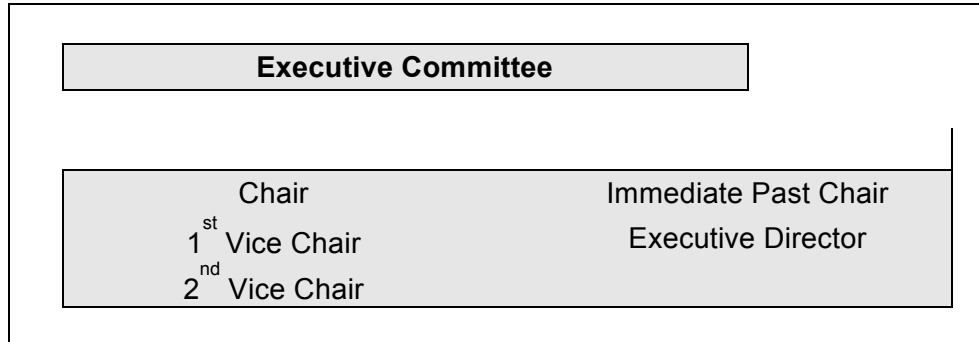 Executive Committee
Chair
1st Vice Chair
2nd Vice Chair
Immediate Past Chair
Executive Director